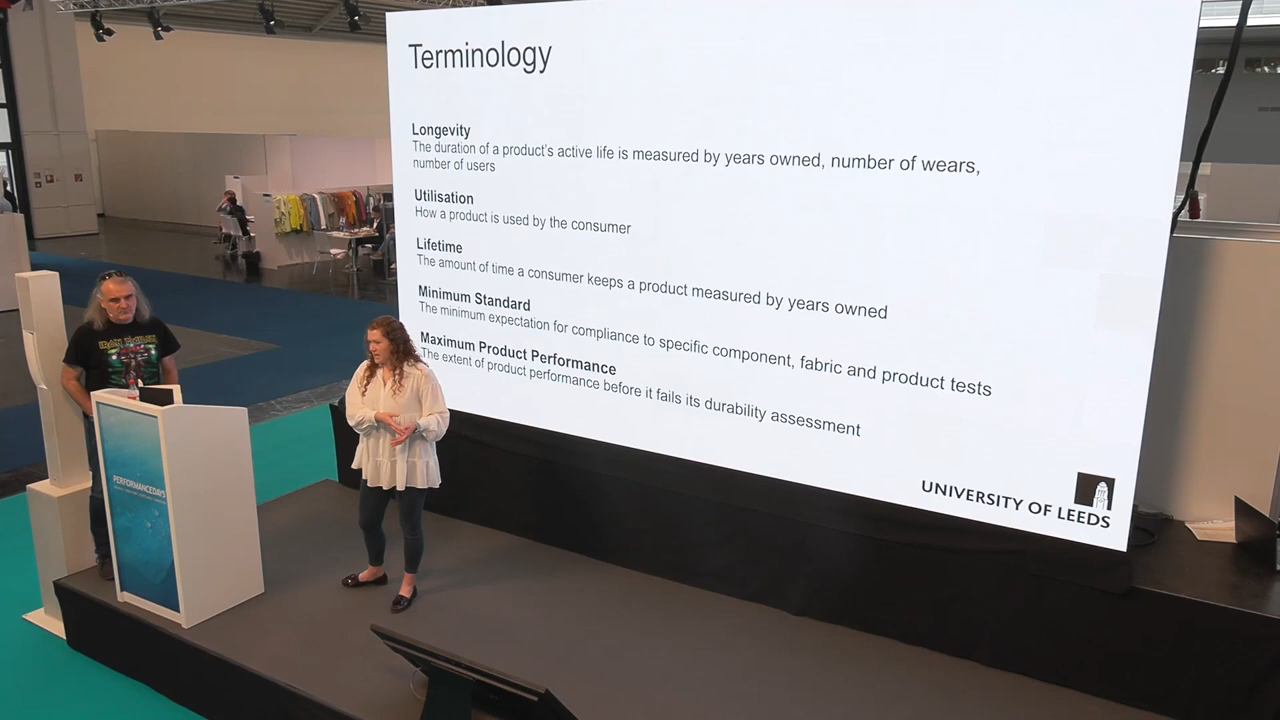 Terminology
Longevity
The duration of a product's active life is measured by years owned, number of wears,
number of users
Utilisation
How a product is used by the consumer
Lifetime
The amount of time a consumer keeps a product measured by years owned
Minimum Standard
The minimum expectation for compliance to specific component, fabric and product tests
Maximum Product Performance
The extent of product performance before it fails its durability assessment
UNIVERSITY OF LEEDS
IRON MAIDEN
PERFORMANCEDAYS